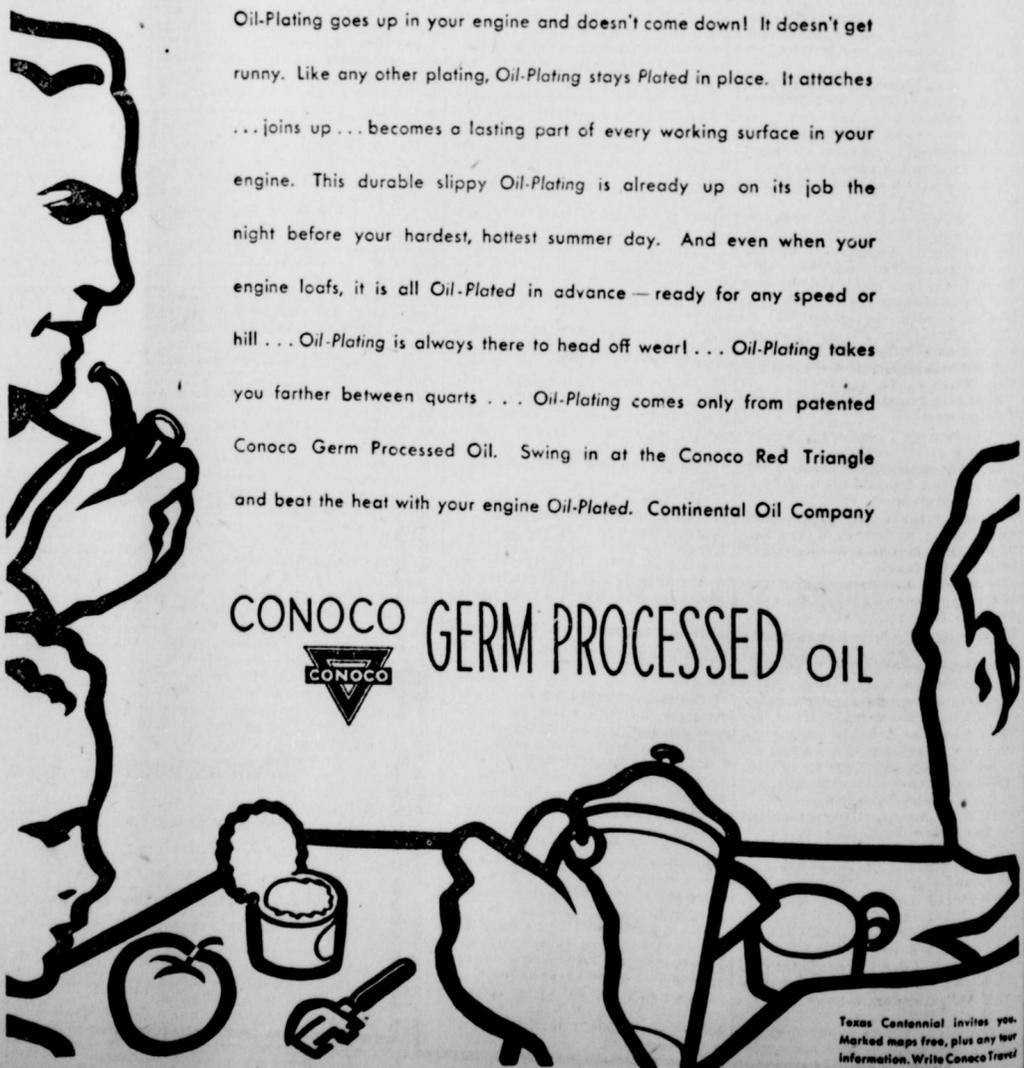 Oil-Plating goes up in your engine and doesn't come down! It doesn't get
runny. Like any other plating, Oil-Plating stays Plated in place. It attaches
... joins up ... becomes a lasting part of every working surface in your
engine. This durable slippy Oil-Plating is already up on its job the
night before your hardest, hottest summer day. And even when your
engine loafs, it is all Oil-Plated in advance — ready for any speed or
hill . . . Oil-Plating is always there to head off wear! . . . Oil-Plating takes
you farther between quarts . . . Oil-Plating comes only from patented
Conoco Germ Processed Oil. Swing in at the Conoco Red Triangle
and beat the heat with your engine Oil-Plated. Continental Oil Company
CONOCO GERM PROCESSED OIL
CONOCO
Texas Centennial invites you.
Marked maps free, plus any tour
information. Write Conoco Travel